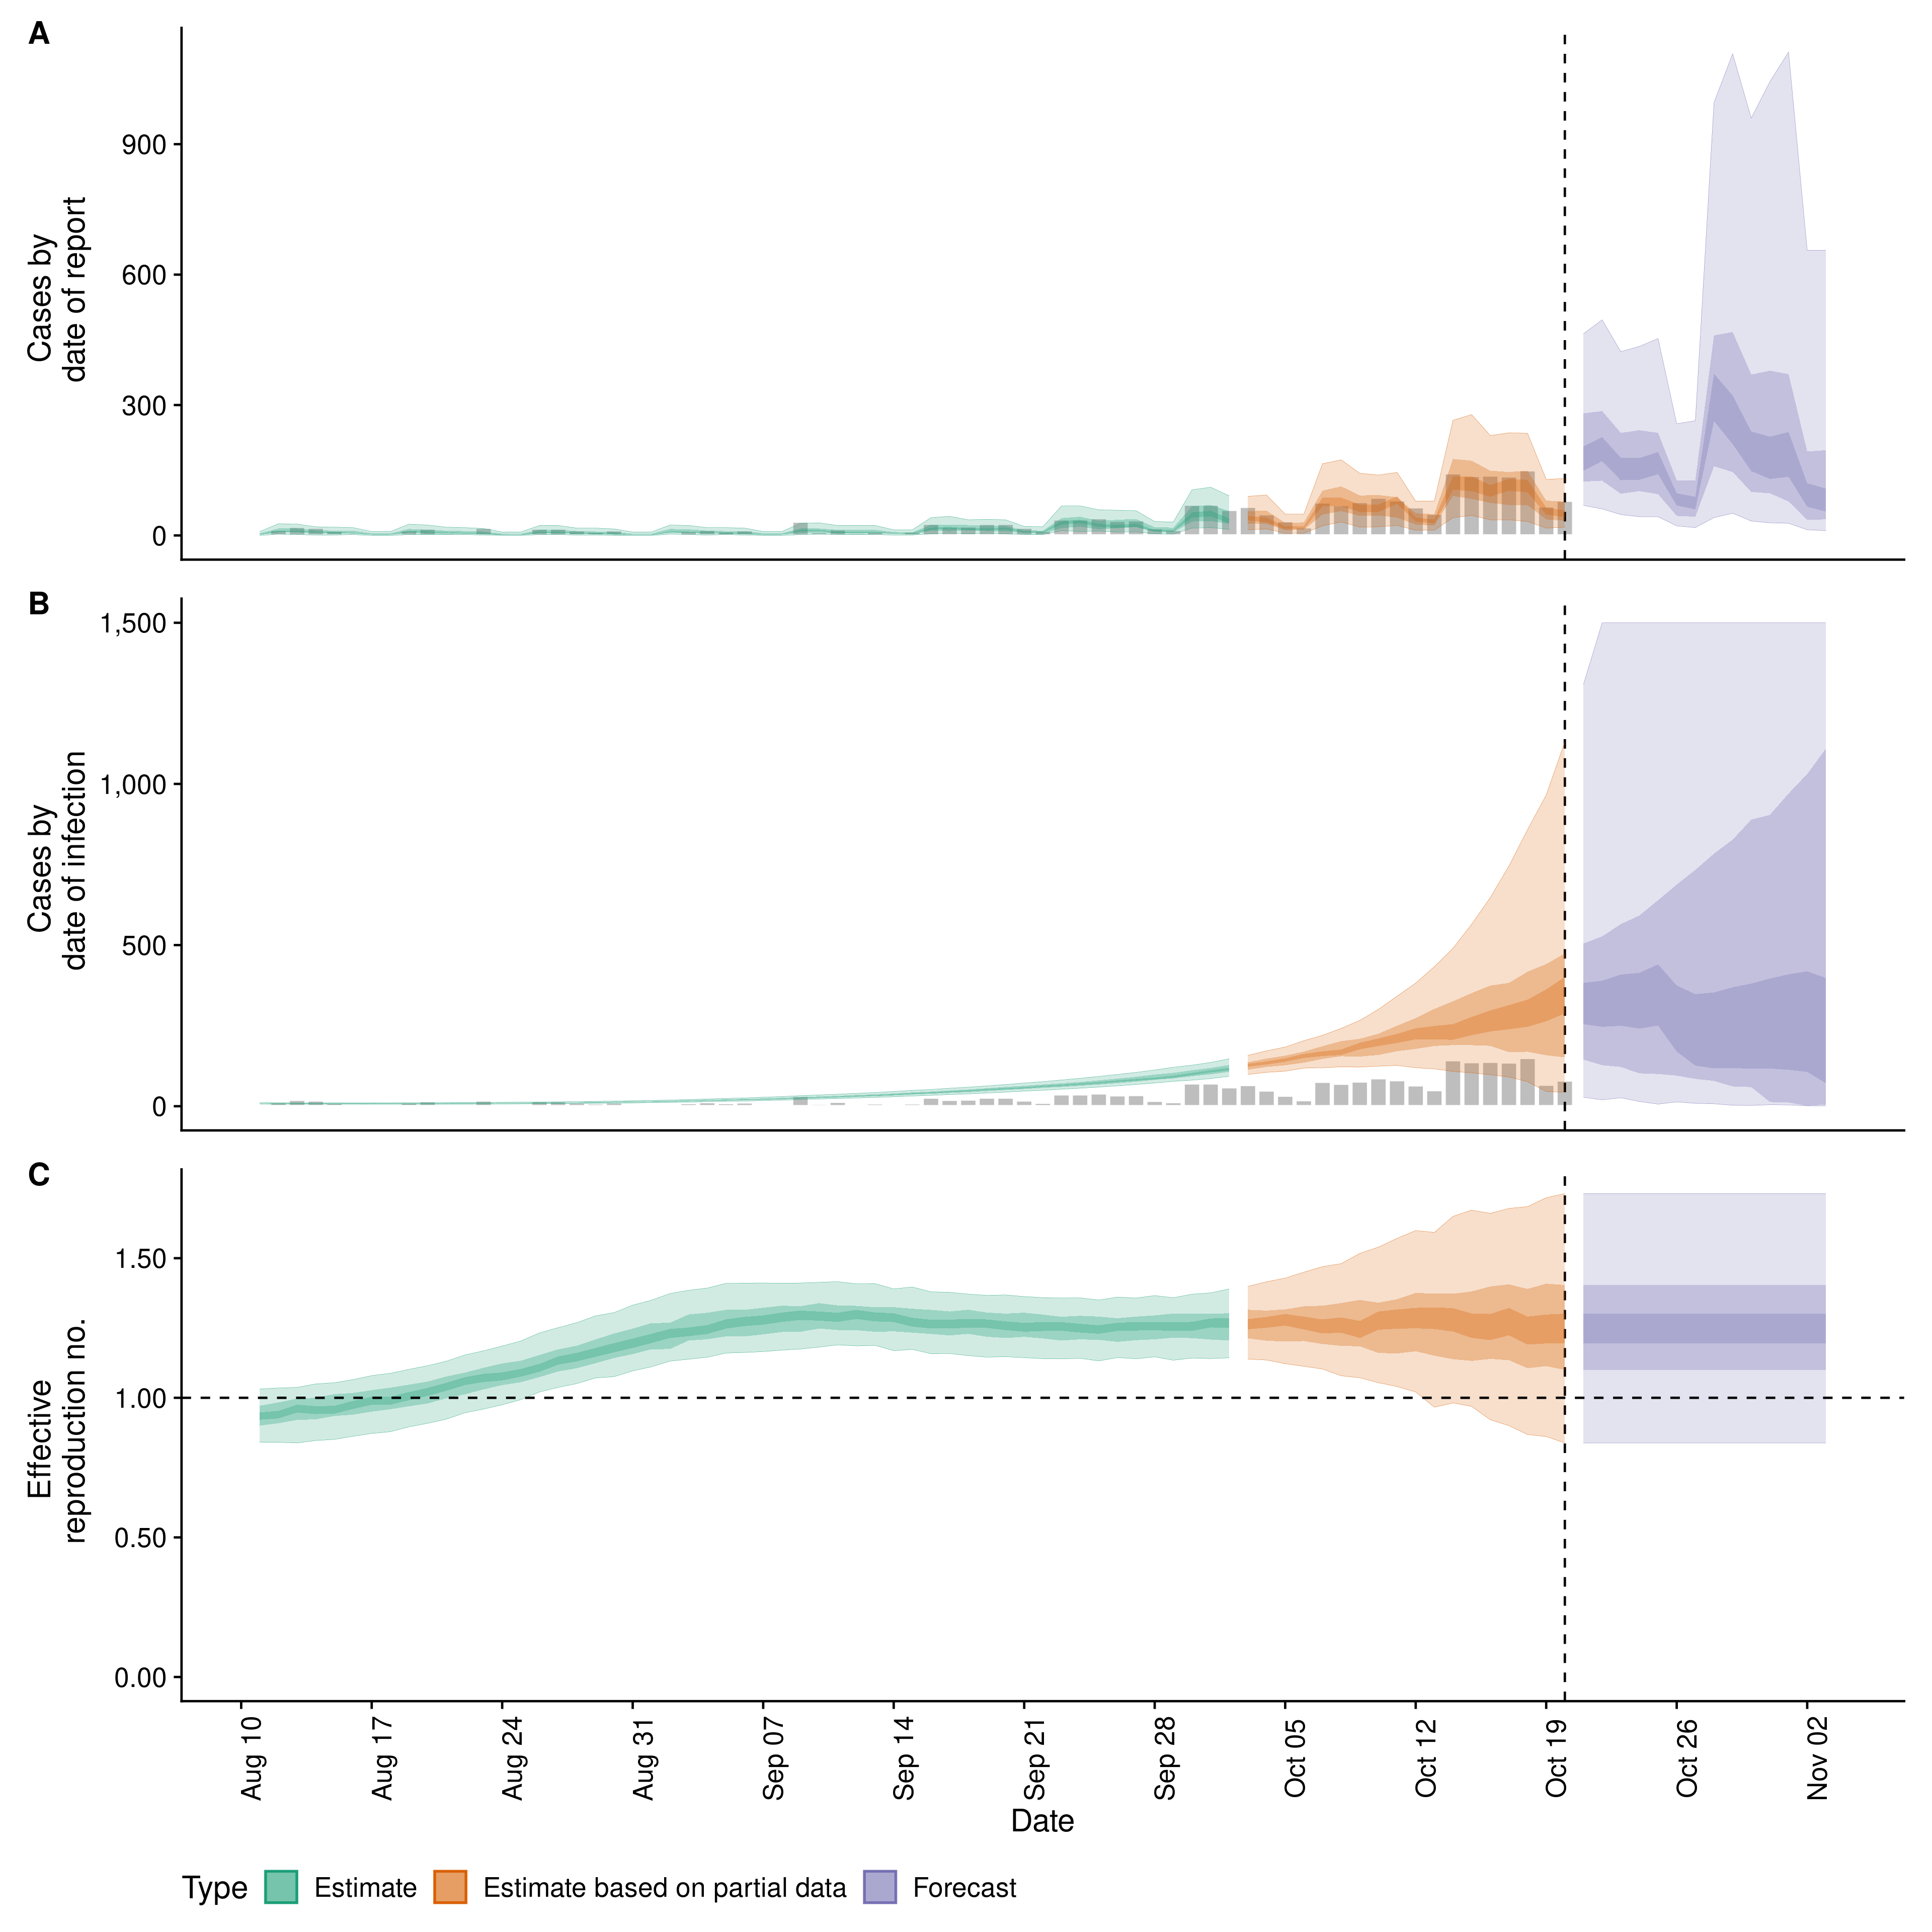 A
Cases by
date of report
900
600
300
0
B
Cases by
date of infection
1,500
1,000
500
0
C
Effective
reproduction no.
1.50
1.00
0.50
0.00
Aug 10
Aug 17
Aug 24
Aug 31
Sep 07
Sep 14
Sep 21
Sep 28
Oct 05
Oct 12
Oct 19
Oct 26
Nov 02
Date
Type Estimate Estimate based on partial data Forecast